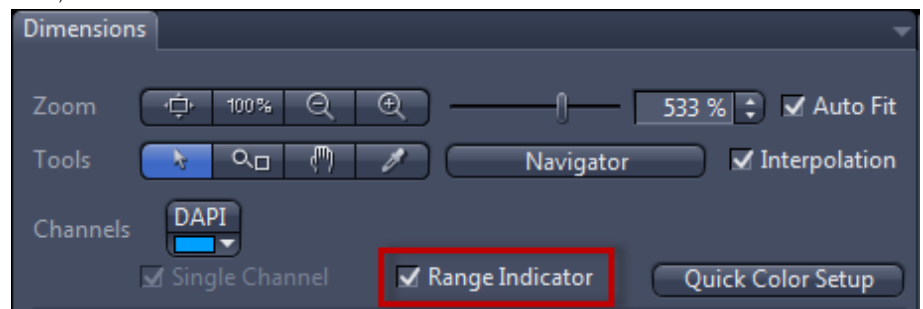 Dimensions
Zoom 100% 533 % Auto Fit
Tools Navigator Interpolation
Channels DAPI
Single Channel Range Indicator Quick Color Setup